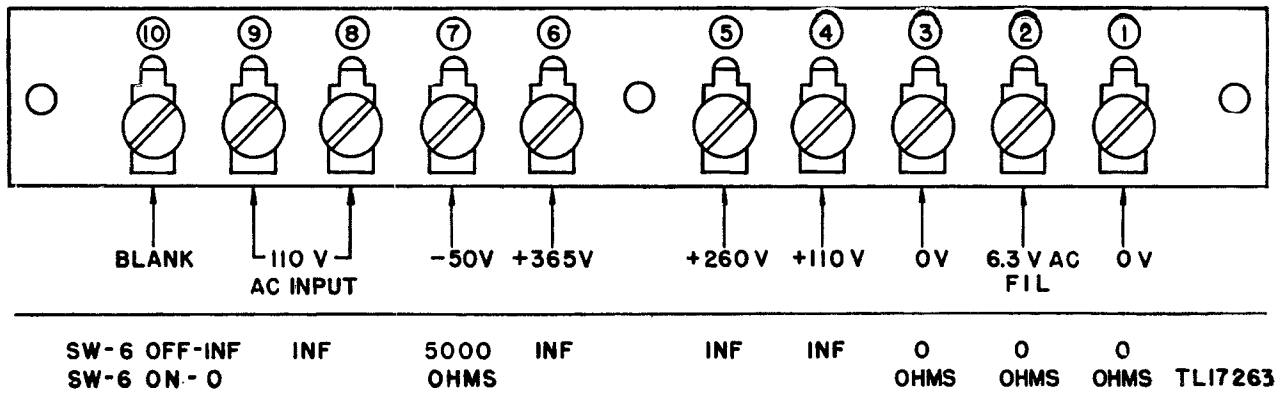 10 9 8 7 6 5 4 3 2 1
BLANK 110 V -50V +365V +260V +110V 0V 6.3 V AC 0V
AC INPUT FIL
SW-6 OFF-INF INF 5000 INF INF INF 0 0 0
SW-6 ON-0 OHMS OHMS OHMS OHMS TL17263